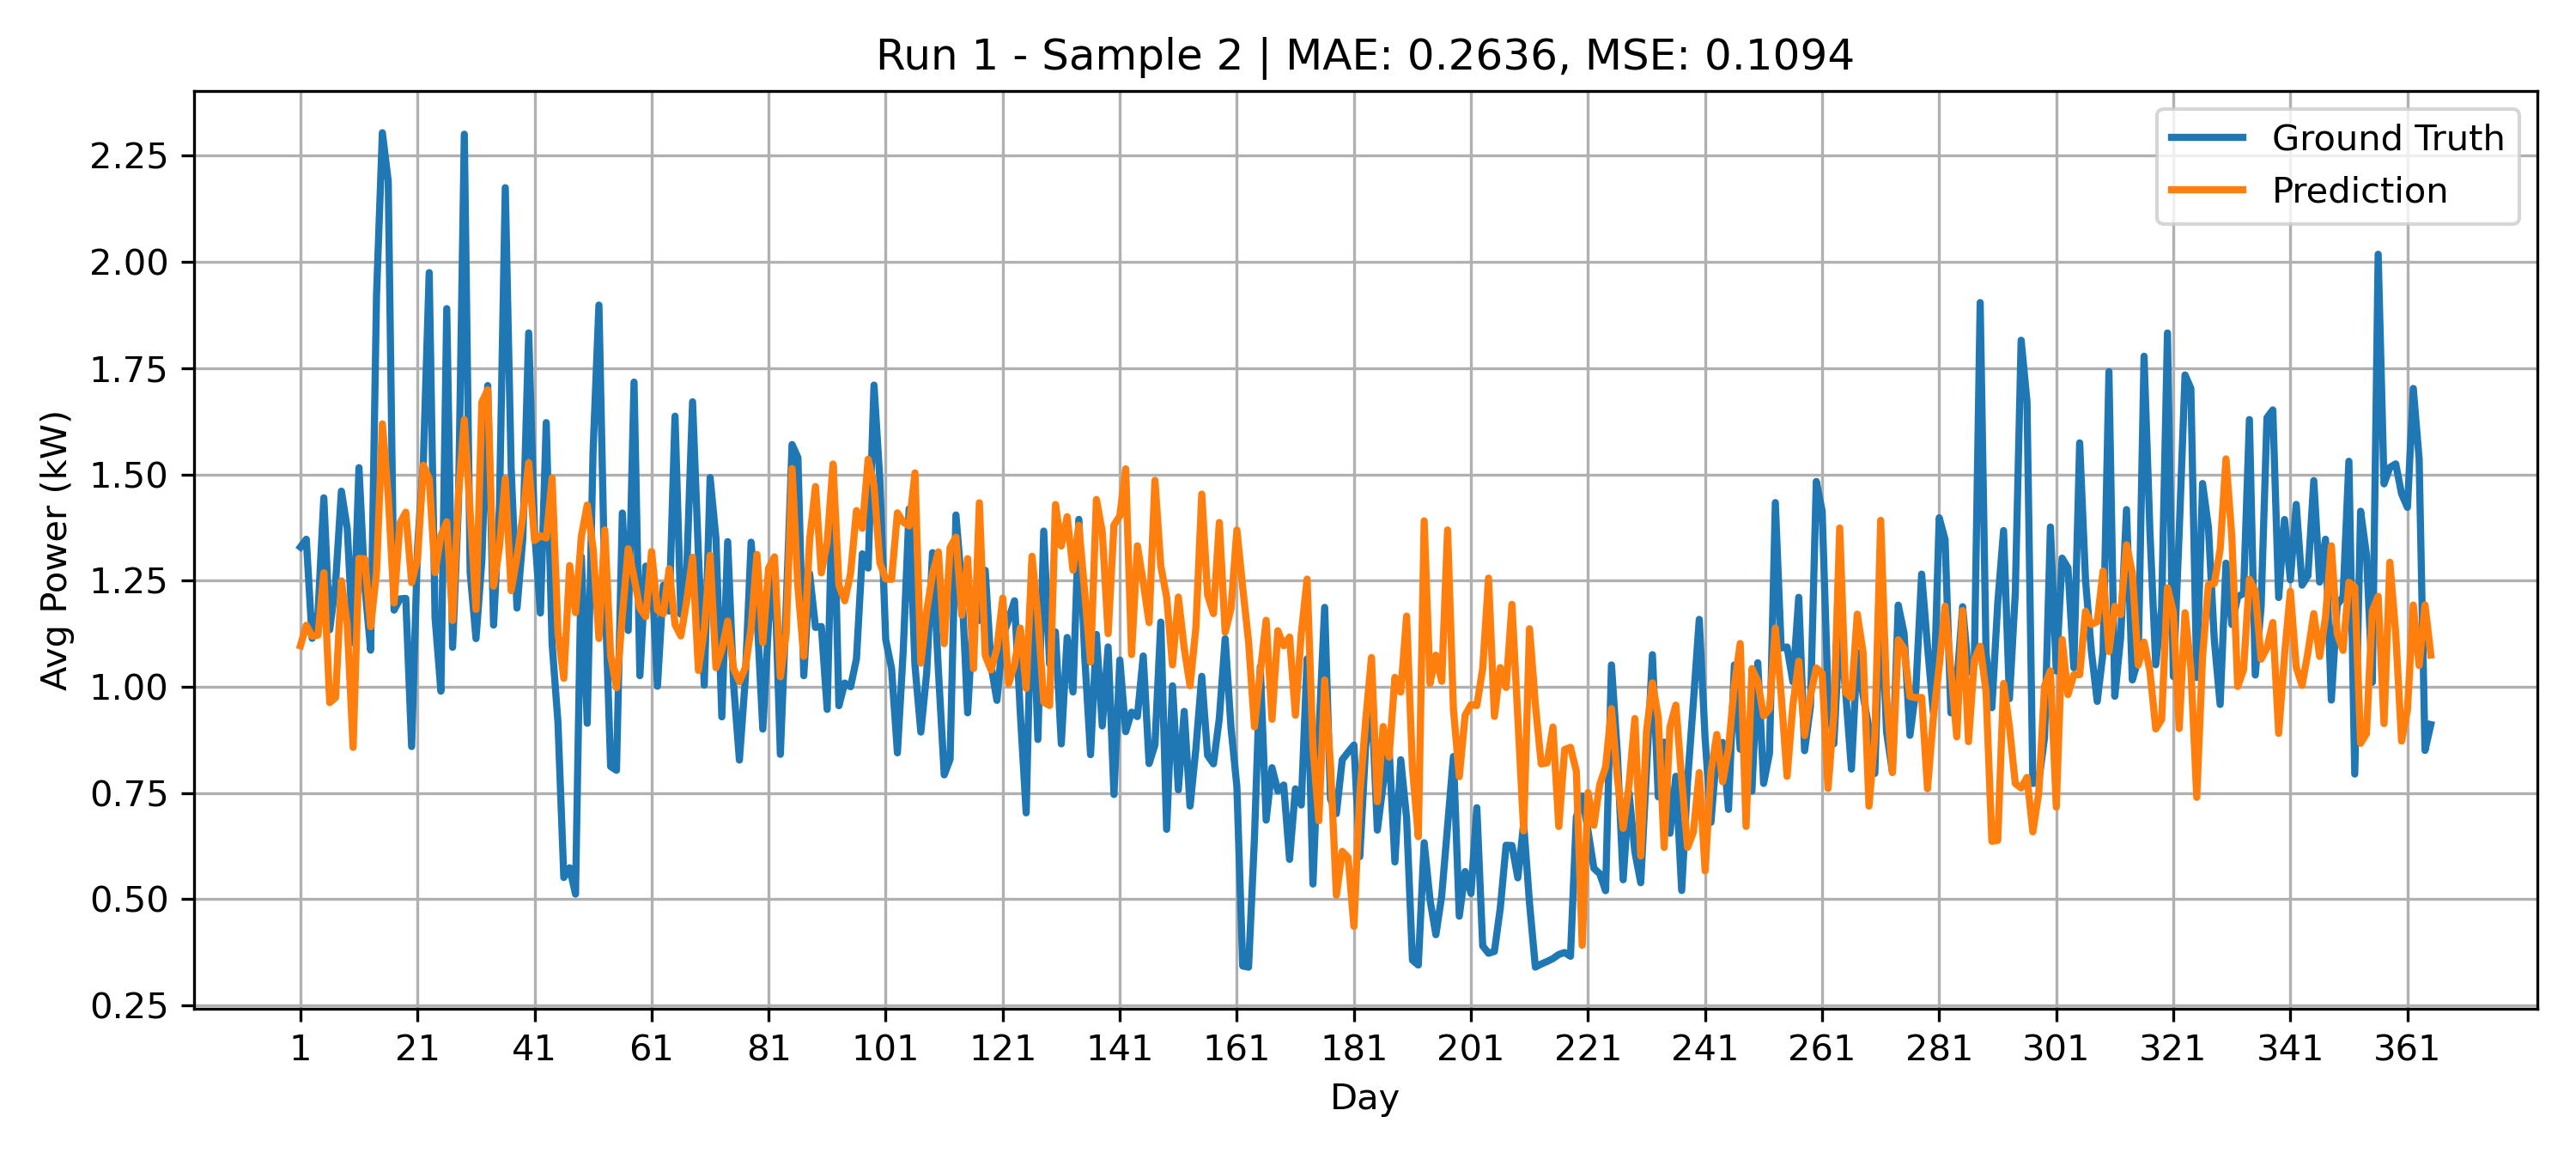 Run 1 - Sample 2 | MAE: 0.2636, MSE: 0.1094
Ground Truth
Prediction
Avg Power (kW)
2.25
2.00
1.75
1.50
1.25
1.00
0.75
0.50
0.25
1 21 41 61 81 101 121 141 161 181 201 221 241 261 281 301 321 341 361
Day